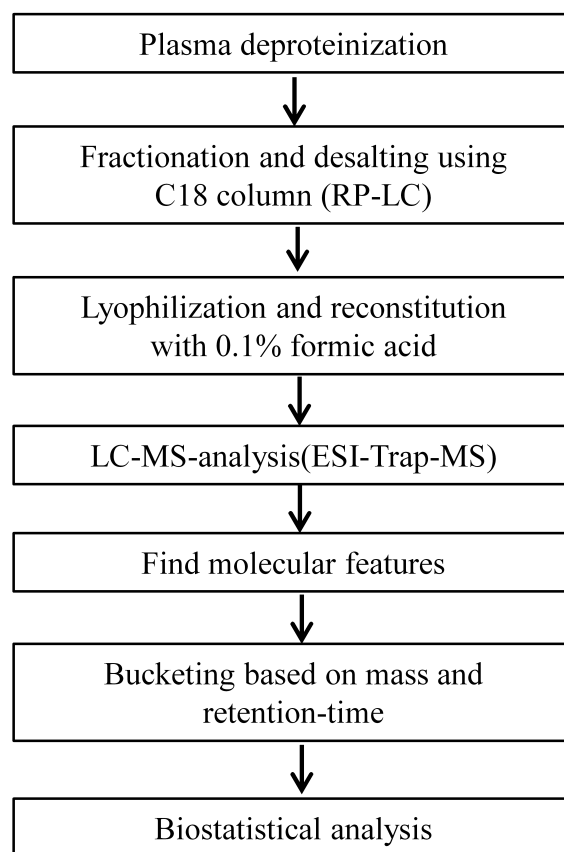 Plasma deproteinization
Fractionation and desalting using
C18 column (RP-LC)
Lyophilization and reconstitution
with 0.1% formic acid
LC-MS-analysis(ESI-Trap-MS)
Find molecular features
Bucketing based on mass and
retention-time
Biostatistical analysis